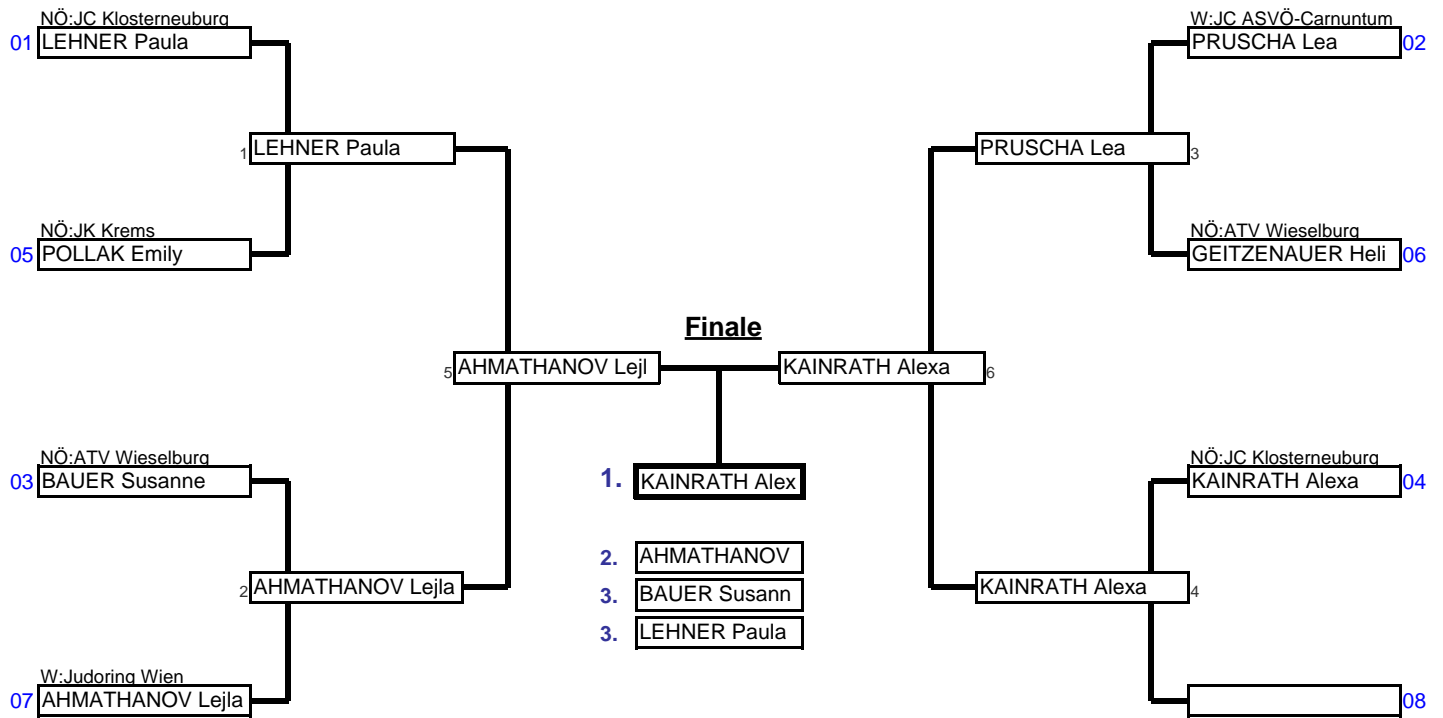 NÖ:JC Klosterneuburg
01 LEHNER Paula
W:JC ASVÖ-Carnuntum
PRUSCHA Lea 02
1 LEHNER Paula
PRUSCHA Lea 3
NÖ:JK Krems
05 POLLAK Emily
NÖ:ATV Wieselburg
GEITZENAUER Heli 06
Finale
5 AHMATHANOV Lejl
KAINRATH Alexa 6
NÖ:ATV Wieselburg
03 BAUER Susanne
1. KAINRATH Alex
NÖ:JC Klosterneuburg
KAINRATH Alexa 04
2. AHMATHANOV
2 AHMATHANOV Lejla
3. BAUER Susann
KAINRATH Alexa 4
3. LEHNER Paula
W:Judoring Wien
07 AHMATHANOV Lejla
08